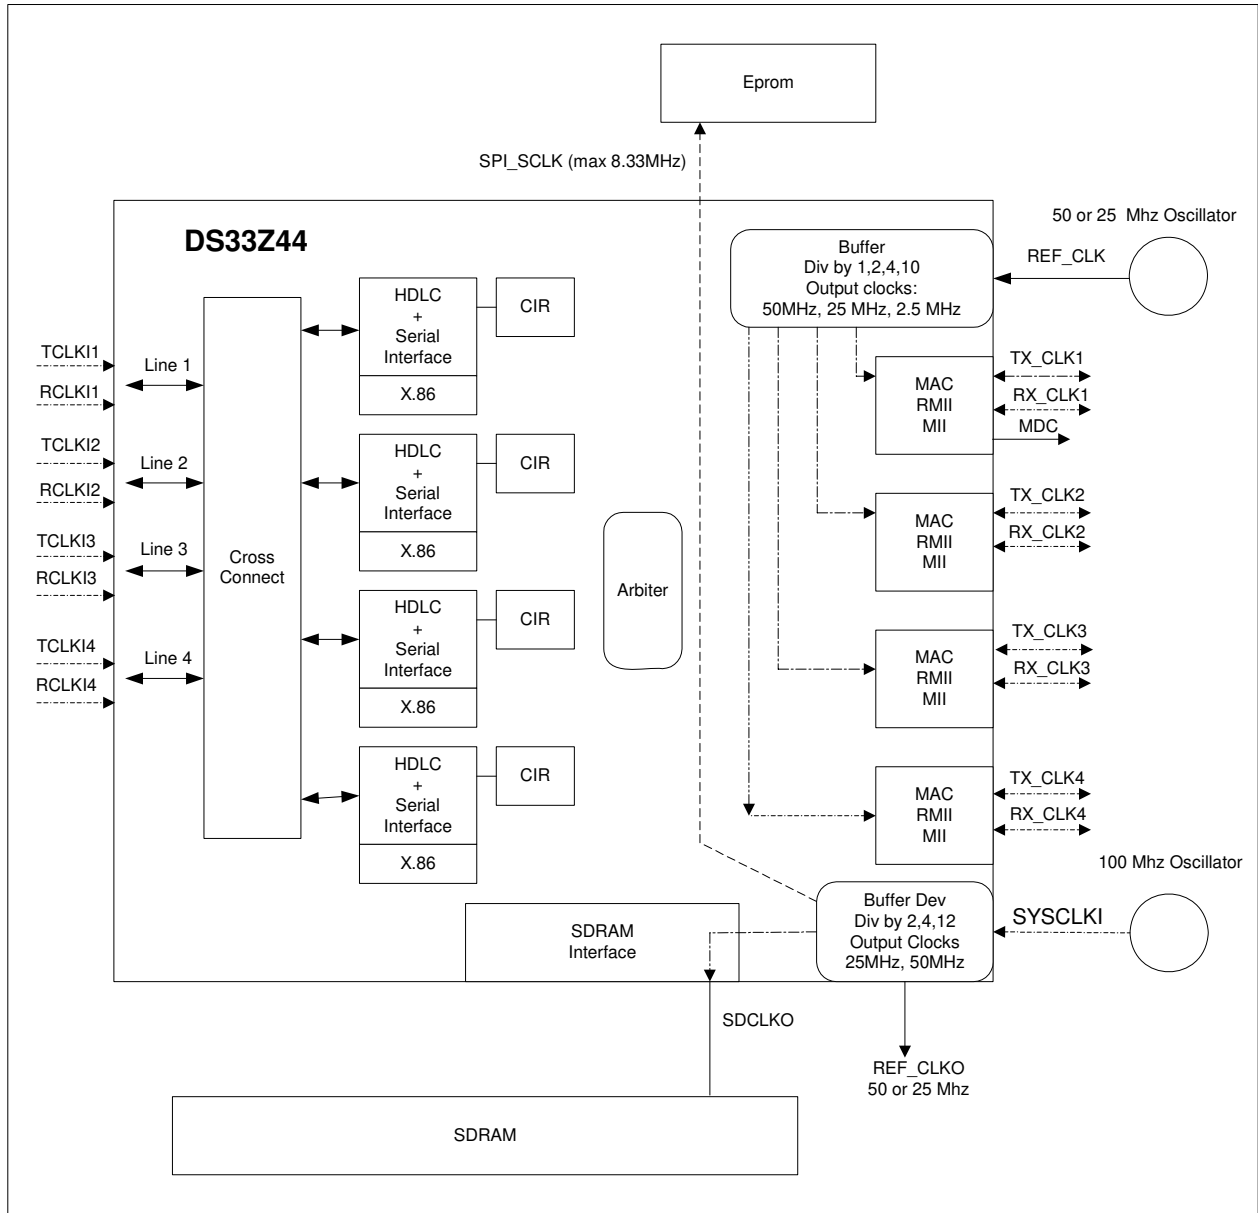 Eprom
SPI_SCLK (max 8.33MHz)
50 or 25 Mhz Oscillator
DS33Z44
Buffer
Div by 1,2,4,10
Output clocks:
50MHz, 25 MHz, 2.5 MHz
REF_CLK
HDLC
+
Serial
Interface
X.86
CIR
TCLKI1
Line 1
RCLKI1
MAC
RMII
MII
TX_CLK1
RX_CLK1
MDC
HDLC
+
Serial
Interface
X.86
CIR
TCLKI2
Line 2
RCLKI2
MAC
RMII
MII
TX_CLK2
RX_CLK2
TCLKI3
Line 3
RCLKI3
Cross
Connect
Arbiter
HDLC
+
Serial
Interface
X.86
CIR
MAC
RMII
MII
TX_CLK3
RX_CLK3
TCLKI4
Line 4
RCLKI4
HDLC
+
Serial
Interface
X.86
CIR
MAC
RMII
MII
TX_CLK4
RX_CLK4
100 Mhz Oscillator
SDRAM
Interface
Buffer Dev
Div by 2,4,12
Output Clocks
25MHz, 50MHz
SYSCLKI
SDCLKO
REF_CLKO
50 or 25 Mhz
SDRAM